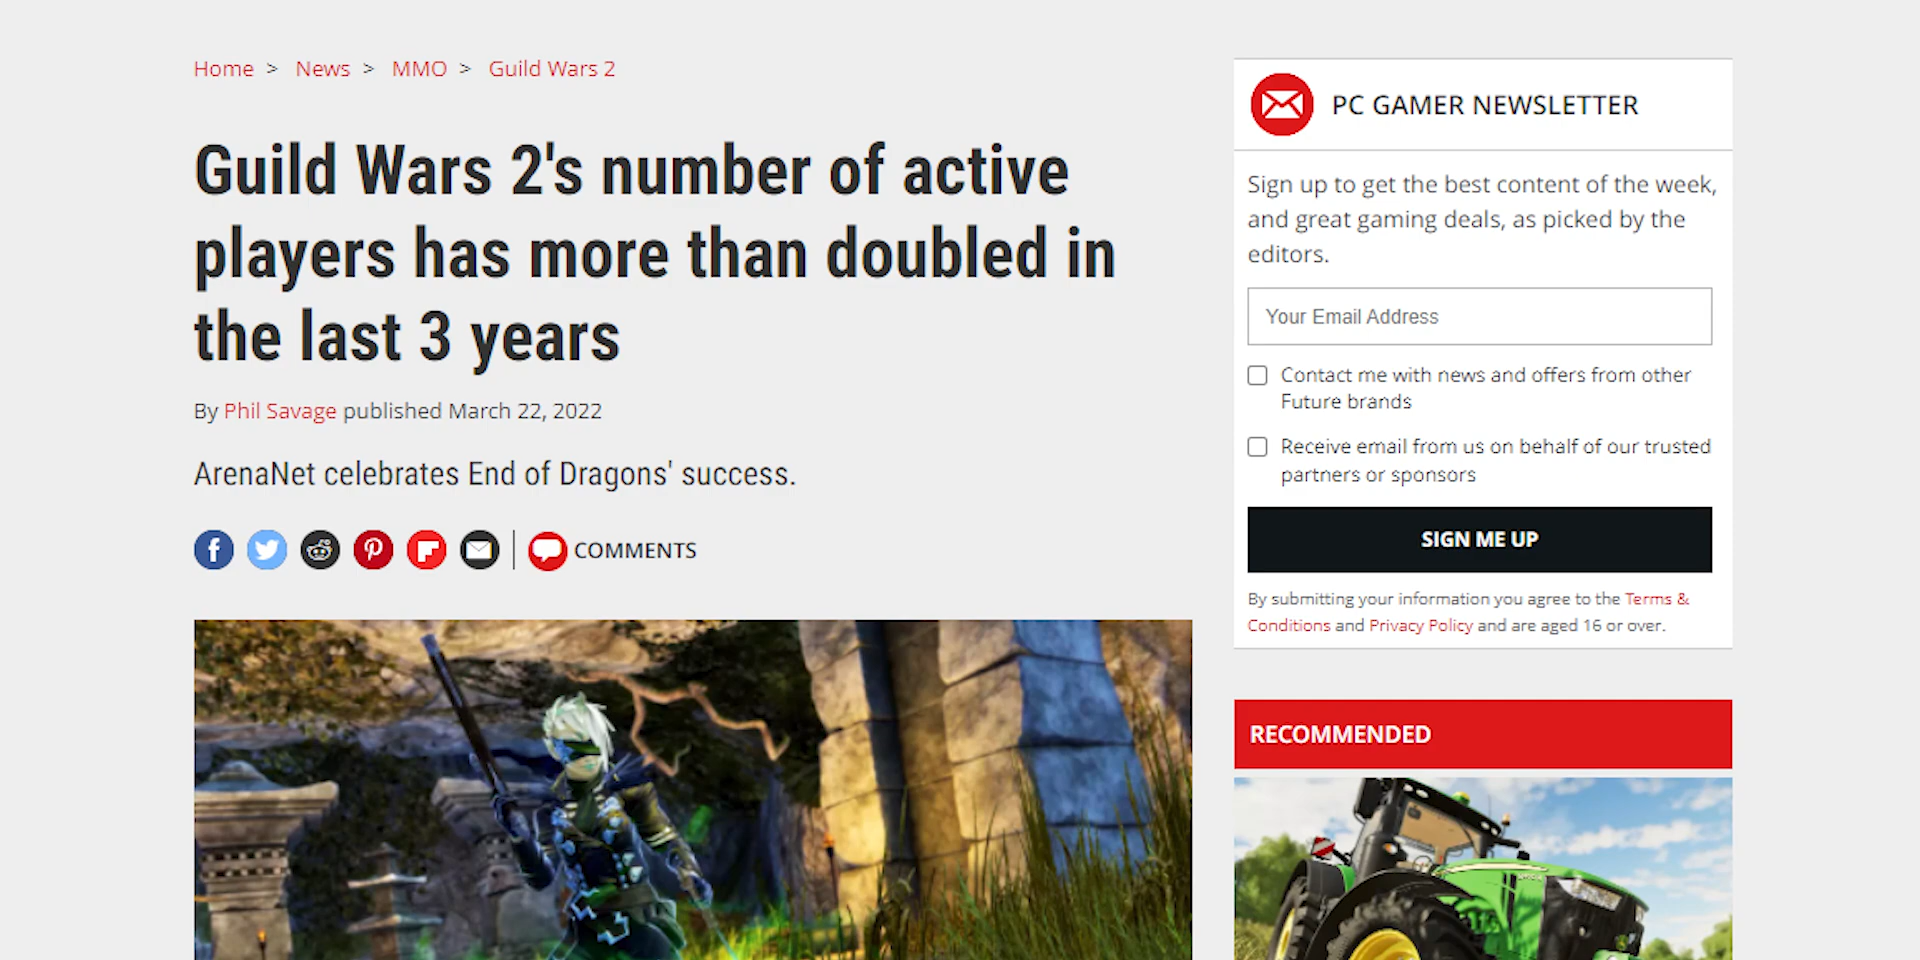 Home > News > MMO > Guild Wars 2
Guild Wars 2's number of active
players has more than doubled in
the last 3 years
By Phil Savage published March 22, 2022
ArenaNet celebrates End of Dragons' success.
COMMENTS
PC GAMER NEWSLETTER
Sign up to get the best content of the week,
and great gaming deals, as picked by the
editors.
Your Email Address
Contact me with news and offers from other
Future brands
Receive email from us on behalf of our trusted
partners or sponsors
SIGN ME UP
By submitting your information you agree to the Terms &
Conditions and Privacy Policy and are aged 16 or over.
RECOMMENDED